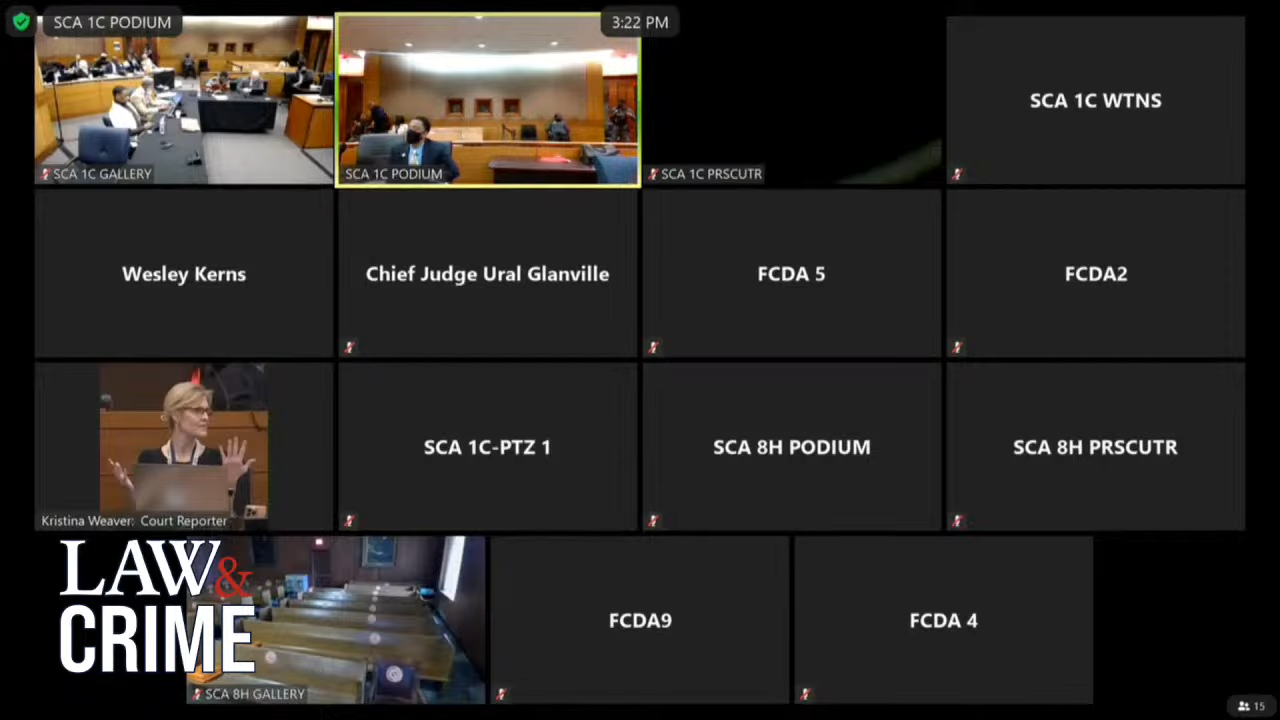 SCA 1C PODIUM
3:22 PM
SCA 1C GALLERY
SCA 1C PODIUM
SCA 1C PRSCUTR
SCA 1C WTNS
Wesley Kerns
Chief Judge Ural Glanville
FCDA 5
FCDA2
Kristina Weaver: Court Reporter
SCA 1C-PTZ 1
SCA 8H PODIUM
SCA 8H PRSCUTR
LAW&
CRIME
SCA 8H GALLERY
FCDA9
FCDA 4
15